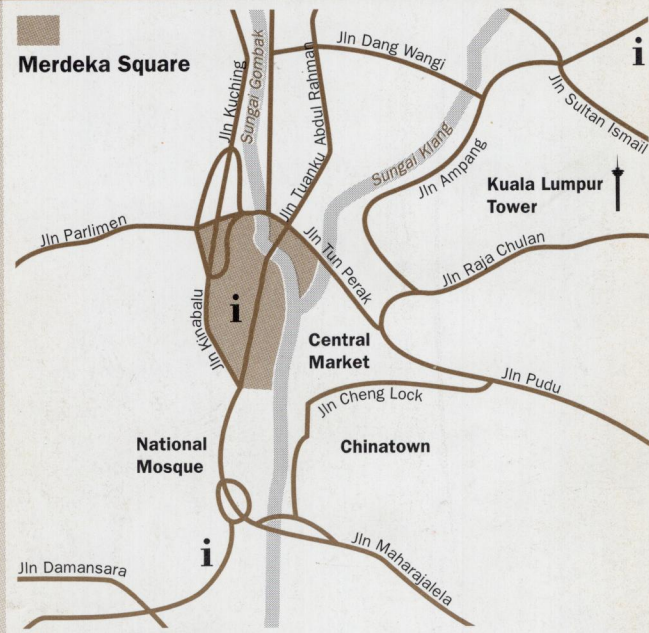 Merdeka Square
Jln Kuching
Sungai Gombak
Jln Tuanku Abdul Rahman
Jln Dang Wangi
i
Jln Sultan Ismail
Sungai Klang
Jln Ampang
Kuala Lumpur
Tower
Jln Parlimen
Jln Tun Perak
Jln Raja Chulan
Jln Kinabalu
i
Central
Market
Jln Pudu
Jln Cheng Lock
National
Mosque
Chinatown
i
Jln Maharajalela
Jln Damansara